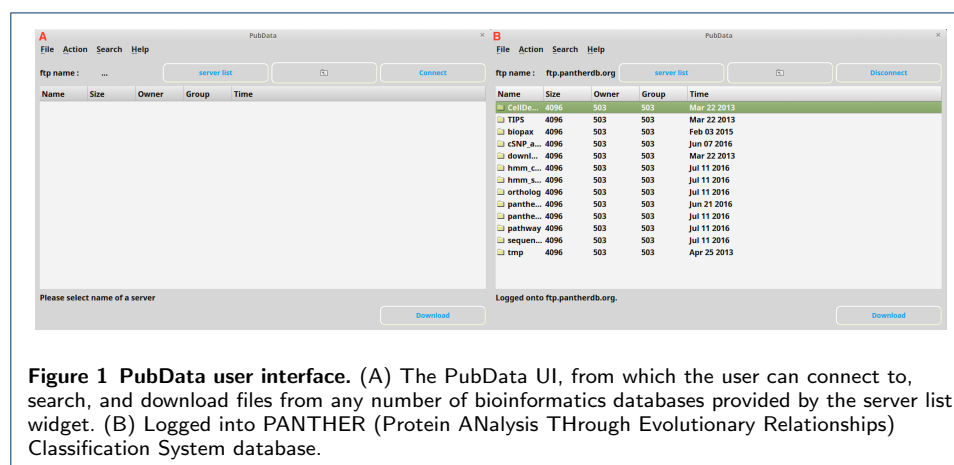 A
PubData
×
File Action Search Help
ftp name : ... server list Connect
Name Size Owner Group Time
Please select name of a server
Download
B
PubData
×
File Action Search Help
ftp name : ftp.pantherdb.org server list Disconnect
Name Size Owner Group Time
CellDe... 4096 503 503 Mar 22 2013
TIPS 4096 503 503 Mar 22 2013
biopax 4096 503 503 Feb 03 2015
cSNP_a... 4096 503 503 Jun 07 2016
downl... 4096 503 503 Mar 22 2013
hmm_c... 4096 503 503 Jul 11 2016
hmm_s... 4096 503 503 Jul 11 2016
ortholog 4096 503 503 Jul 11 2016
panthe... 4096 503 503 Jun 21 2016
panthe... 4096 503 503 Jul 11 2016
pathway 4096 503 503 Jul 11 2016
sequen... 4096 503 503 Jul 11 2016
tmp 4096 503 503 Apr 25 2013
Logged onto ftp.pantherdb.org.
Download
Figure 1 PubData user interface. (A) The PubData UI, from which the user can connect to,
search, and download files from any number of bioinformatics databases provided by the server list
widget. (B) Logged into PANTHER (Protein ANalysis THrough Evolutionary Relationships)
Classification System database.